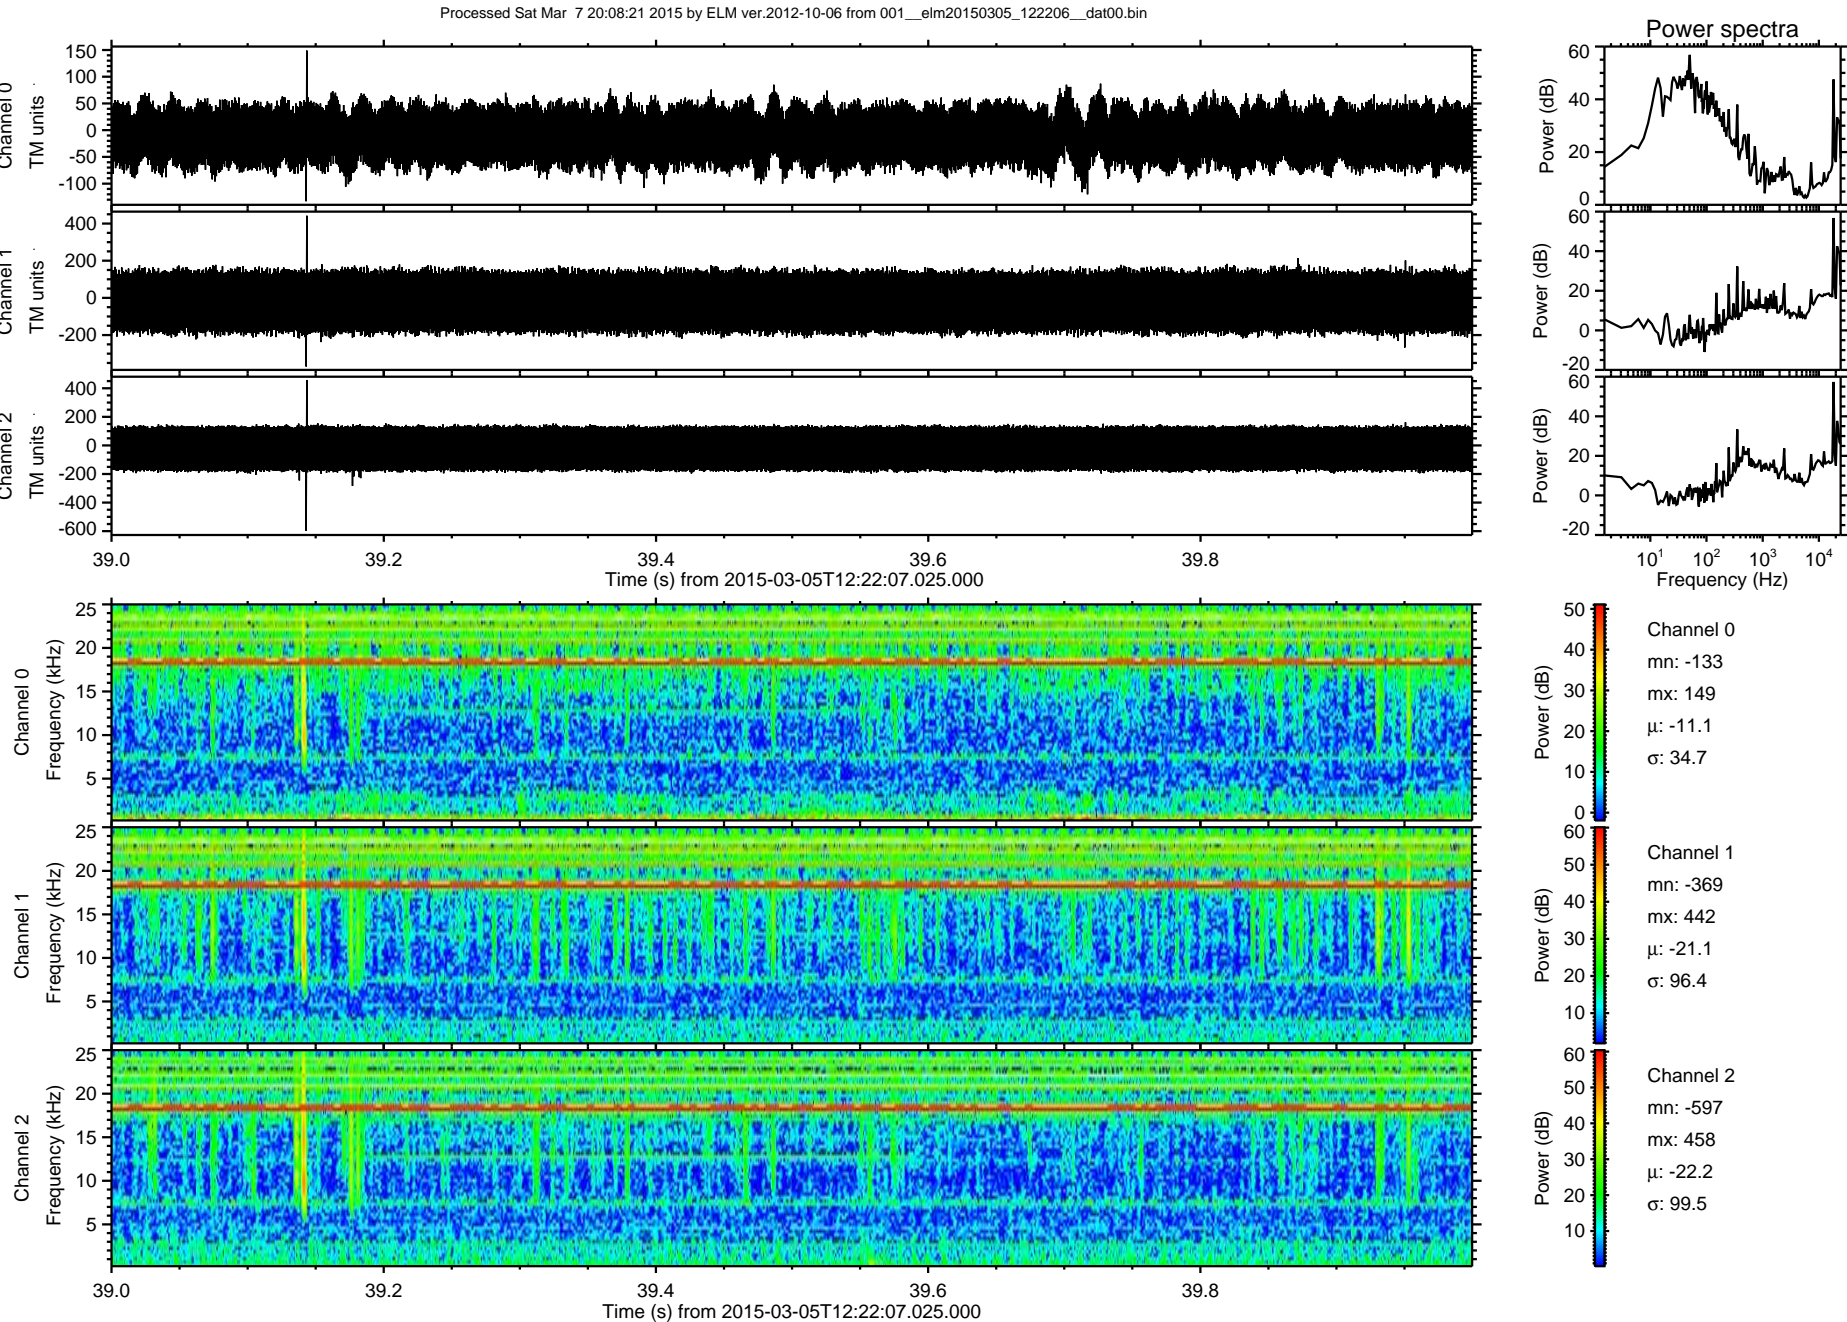 Processed Sat Mar 7 20:08:21 2015 by ELM ver.2012-10-06 from 001__elm20150305_122206__dat00.bin
Power spectra
Channel 0
TM units
150
100
50
0
-50
-100
Power (dB)
60
40
20
0
Channel 1
TM units
400
200
0
-200
Power (dB)
60
40
20
0
-20
Channel 2
TM units
400
200
0
-200
-400
-600
Power (dB)
60
40
20
0
-20
39.0 39.2 39.4 39.6 39.8
Time (s) from 2015-03-05T12:22:07.025.000
10^1 10^2 10^3 10^4
Frequency (Hz)
Channel 0
Frequency (kHz)
25
20
15
10
5
Power (dB)
50
40
30
20
10
0
Channel 0
mn: -133
mx: 149
μ: -11.1
σ: 34.7
Channel 1
Frequency (kHz)
25
20
15
10
5
Power (dB)
60
50
40
30
20
10
Channel 1
mn: -369
mx: 442
μ: -21.1
σ: 96.4
Channel 2
Frequency (kHz)
25
20
15
10
5
Power (dB)
60
50
40
30
20
10
Channel 2
mn: -597
mx: 458
μ: -22.2
σ: 99.5
39.0 39.2 39.4 39.6 39.8
Time (s) from 2015-03-05T12:22:07.025.000